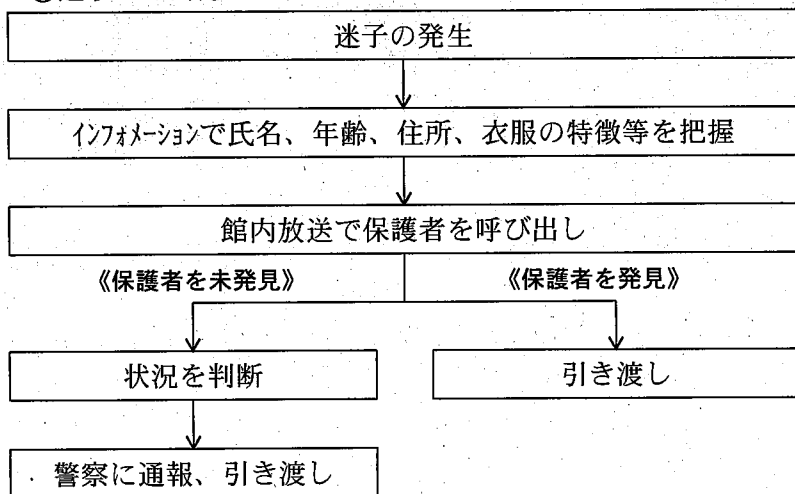 迷子の発生
インフォメーションで氏名、年齢、住所、衣服の特徴等を把握
館内放送で保護者を呼び出し
《保護者を未発見》 《保護者を発見》
状況を判断 引き渡し
警察に通報、引き渡し